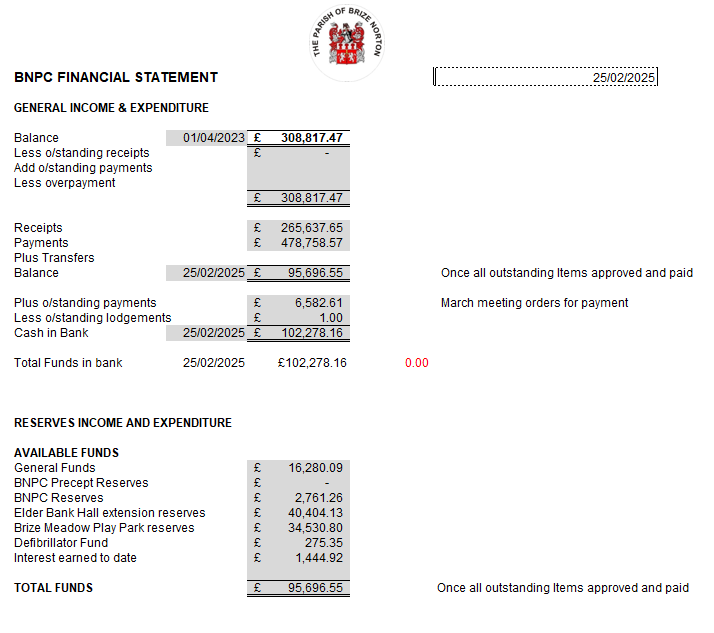 THE PARISH OF BRIZE NORTON
BNPC FINANCIAL STATEMENT 25/02/2025
GENERAL INCOME & EXPENDITURE
Balance 01/04/2023 £ 308,817.47
Less o/standing receipts £ -
Add o/standing payments
Less overpayment
£ 308,817.47
Receipts £ 265,637.65
Payments £ 478,758.57
Plus Transfers
Balance 25/02/2025 £ 95,696.55 Once all outstanding Items approved and paid
Plus o/standing payments £ 6,582.61 March meeting orders for payment
Less o/standing lodgements £ 1.00
Cash in Bank 25/02/2025 £ 102,278.16
Total Funds in bank 25/02/2025 £102,278.16 0.00
RESERVES INCOME AND EXPENDITURE
AVAILABLE FUNDS
General Funds £ 16,280.09
BNPC Precept Reserves £ -
BNPC Reserves £ 2,761.26
Elder Bank Hall extension reserves £ 40,404.13
Brize Meadow Play Park reserves £ 34,530.80
Defibrillator Fund £ 275.35
Interest earned to date £ 1,444.92
TOTAL FUNDS £ 95,696.55 Once all outstanding Items approved and paid